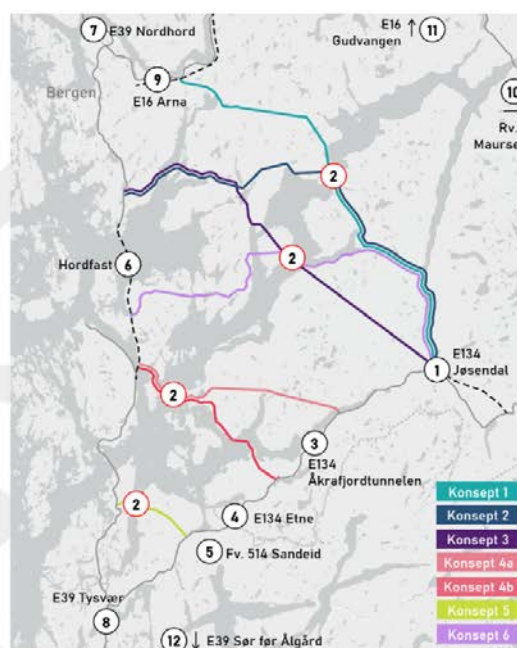 7
E39 Nordhord
E16 ↑
Gudvangen
11
Bergen
9
E16 Arna
10
Rv.
Maurse
2
6
Hordfast
2
E134
Jøsendal
1
2
3
E134
Åkrafjordtunnelen
2
4
E134 Etne
5
Fv. 514 Sandeid
E39 Tysvær
8
12 ↓ E39 Sør før Ålgård
Konsept 1
Konsept 2
Konsept 3
Konsept 4a
Konsept 4b
Konsept 5
Konsept 6